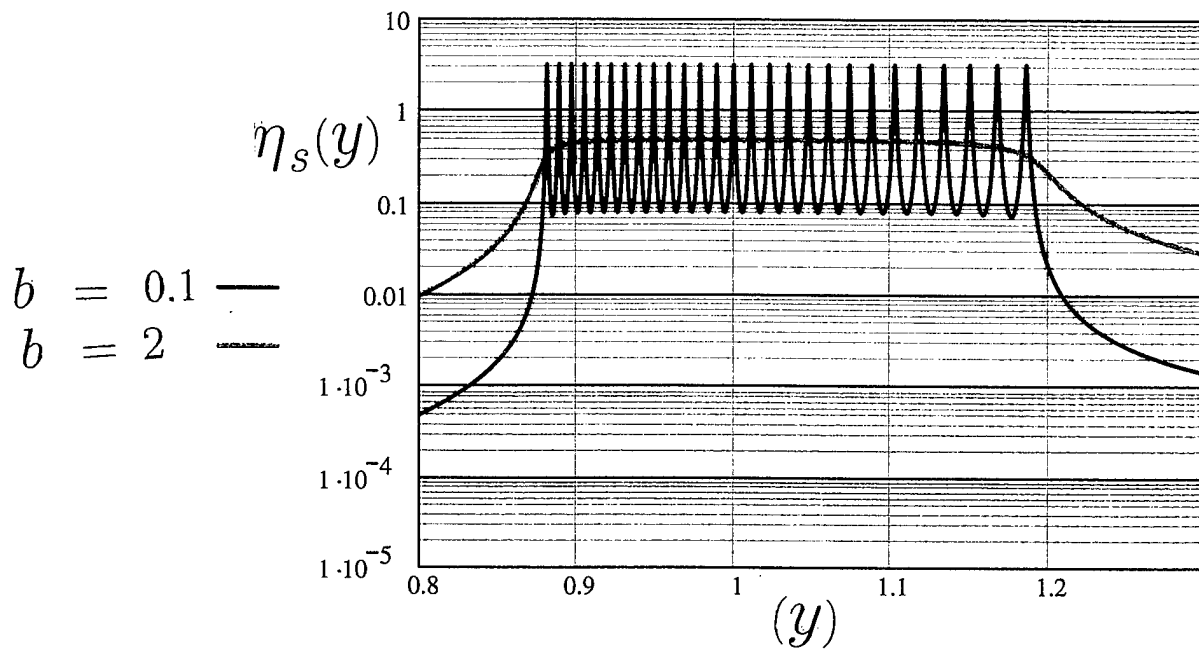 10
1
η_s(y)
0.1
b = 0.1
0.01
b = 2
1·10⁻³
1·10⁻⁴
1·10⁻⁵
0.8 0.9 1 1.1 1.2
(y)